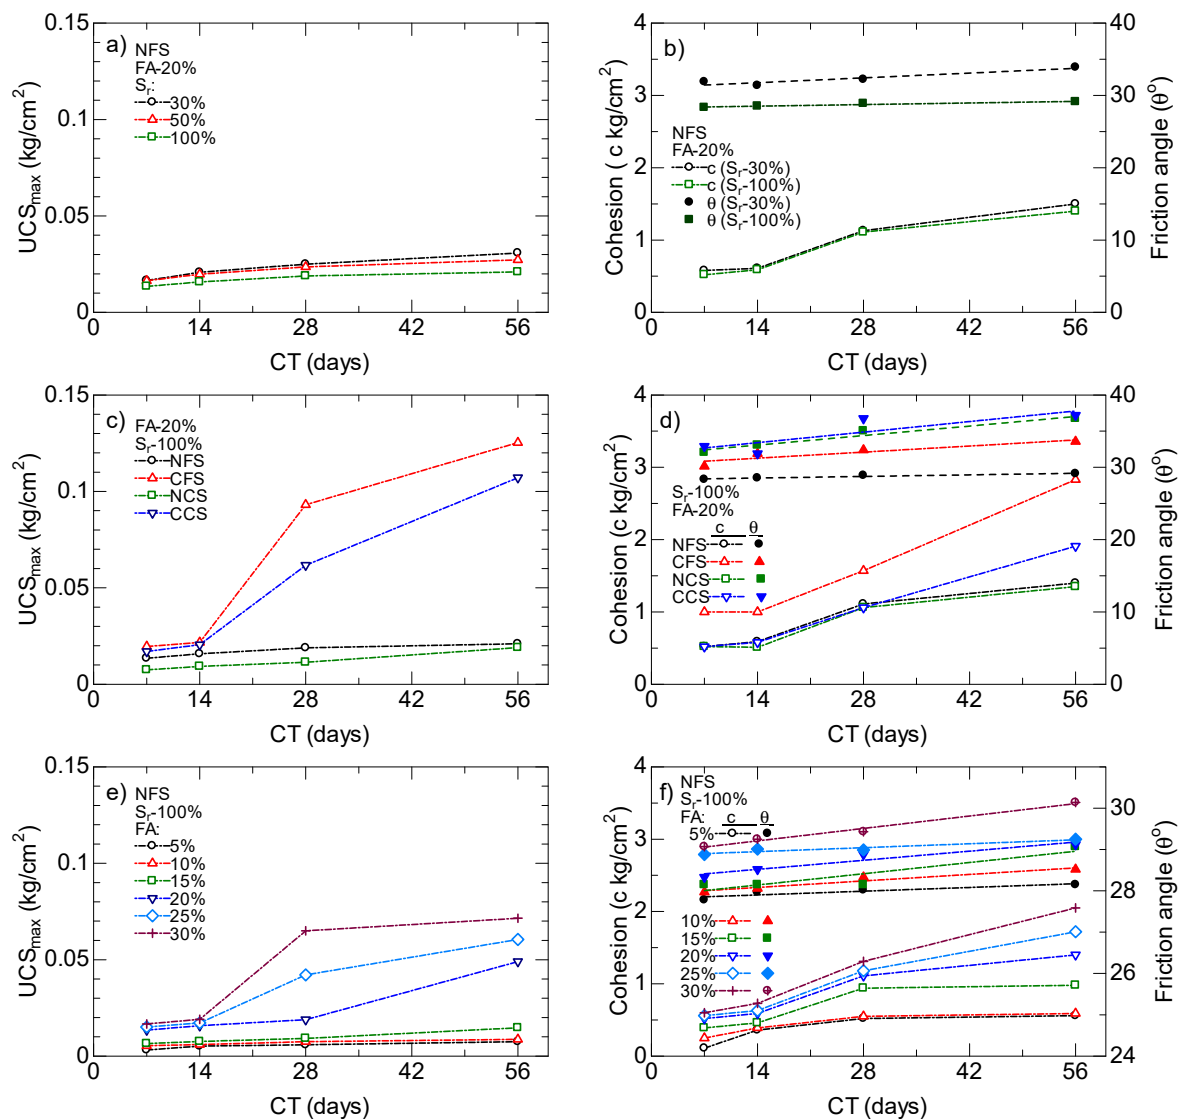 a)
NFS
FA-20%
Sr:
30%
50%
100%
0.15
0.1
0.05
0
UCSmax (kg/cm2)
0 14 28 42 56
CT (days)
b)
NFS
FA-20%
c (Sr-30%)
c (Sr-100%)
θ (Sr-30%)
θ (Sr-100%)
4
3
2
1
0
Cohesion ( c kg/cm2)
40
30
20
10
0
Friction angle (θo)
0 14 28 42 56
CT (days)
c)
FA-20%
Sr-100%
NFS
CFS
NCS
CCS
0.15
0.1
0.05
0
UCSmax (kg/cm2)
0 14 28 42 56
CT (days)
d)
Sr-100%
FA-20%
c θ
NFS
CFS
NCS
CCS
4
3
2
1
0
Cohesion (c kg/cm2)
40
30
20
10
0
Friction angle (θo)
0 14 28 42 56
CT (days)
e)
NFS
Sr-100%
FA:
5%
10%
15%
20%
25%
30%
0.15
0.1
0.05
0
UCSmax (kg/cm2)
0 14 28 42 56
CT (days)
f)
NFS
Sr-100%
FA: c θ
5%
10%
15%
20%
25%
30%
4
3
2
1
0
Cohesion (c kg/cm2)
30
29
28
27
26
25
24
Friction angle (θo)
0 14 28 42 56
CT (days)